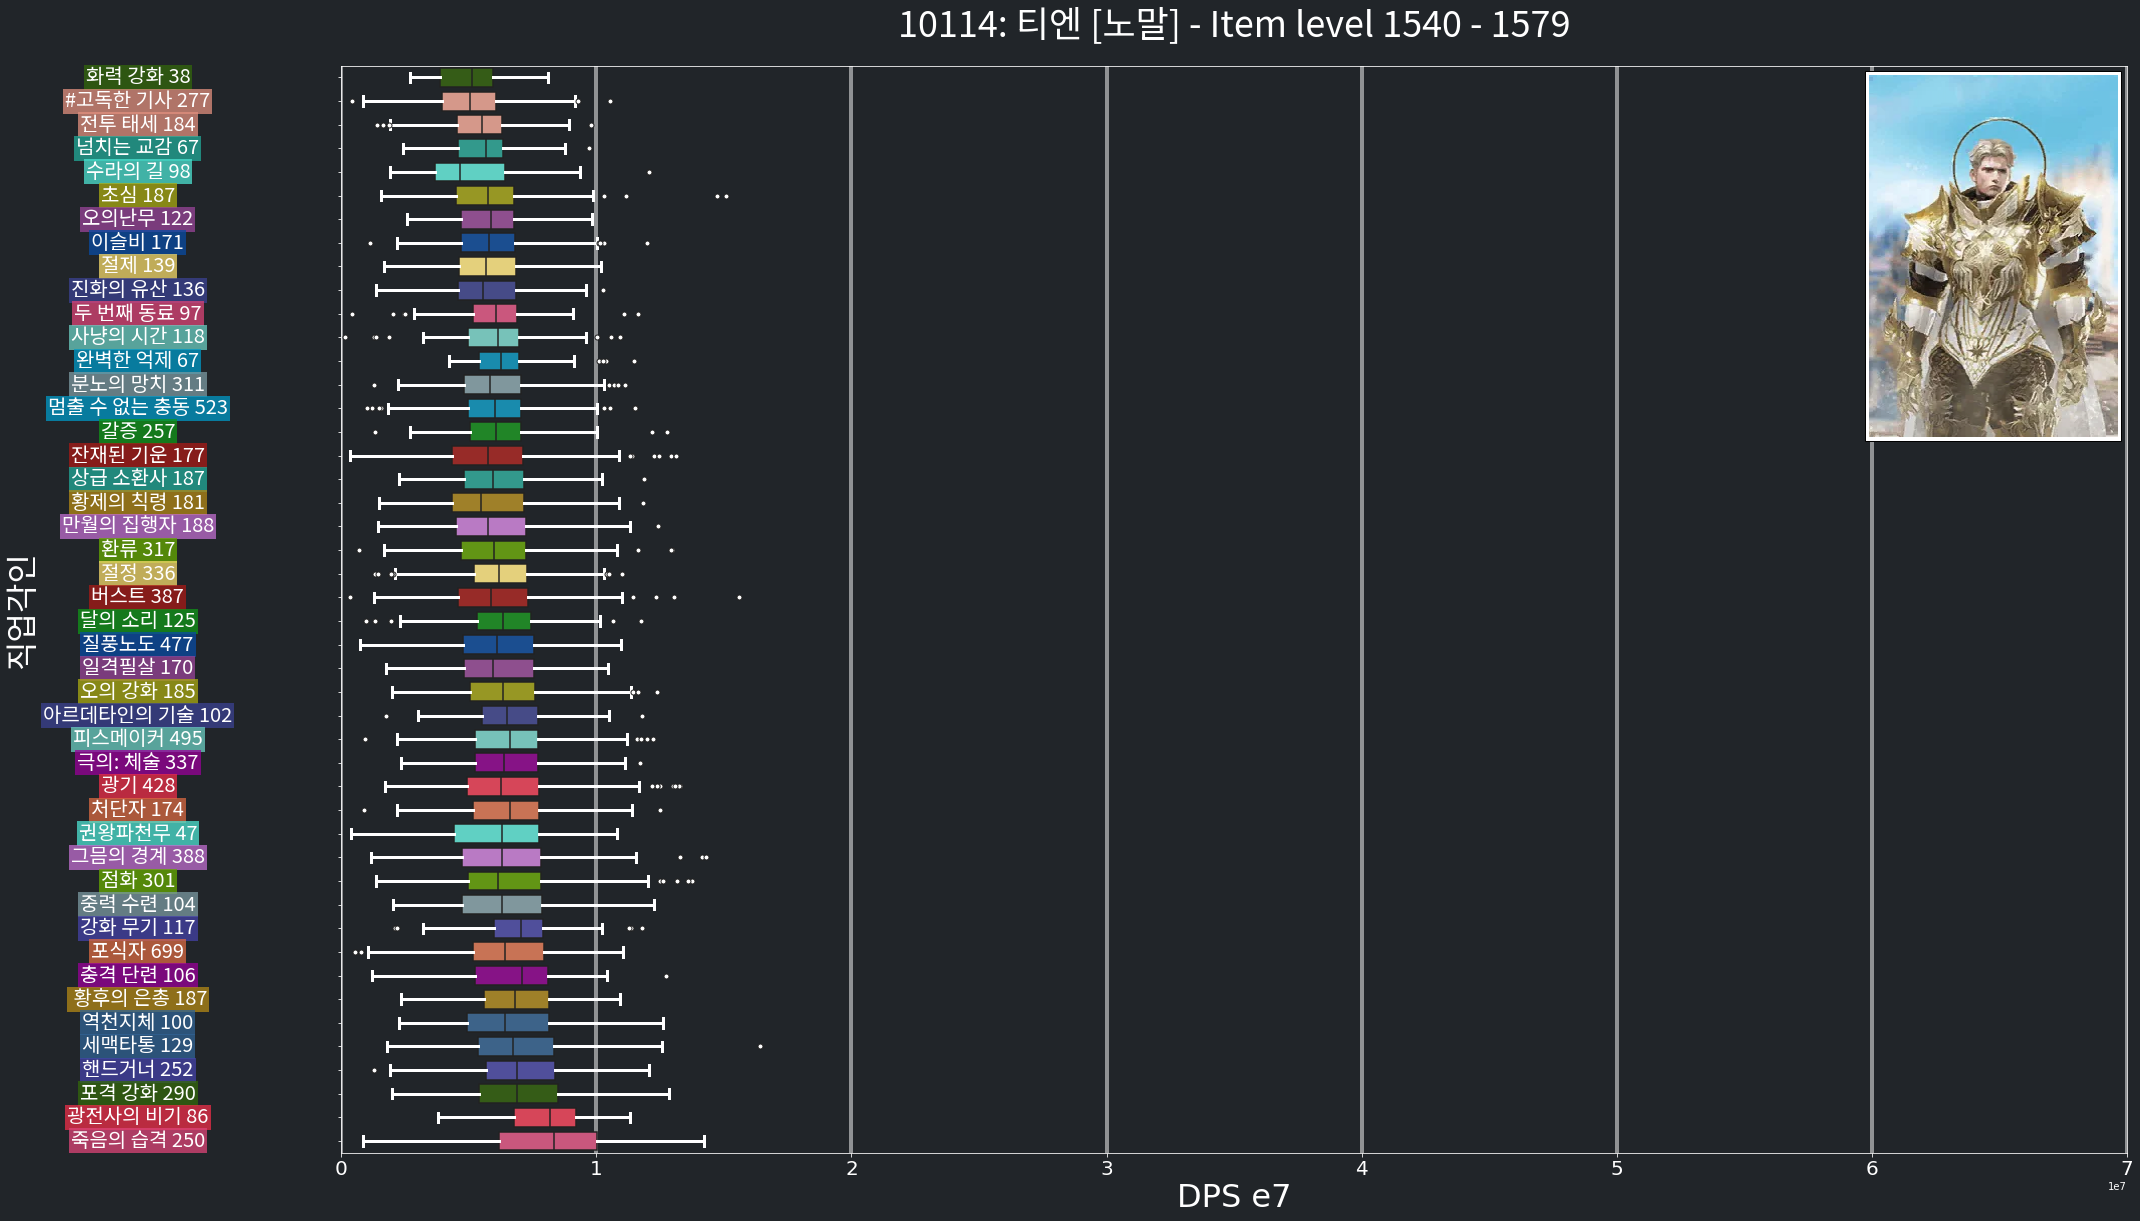 10114: 티엔 [노말] - Item level 1540 - 1579
화력 강화 38
#고독한 기사 277
전투 태세 184
넘치는 교감 67
수라의 길 98
초심 187
오의난무 122
이슬비 171
절제 139
진화의 유산 136
두 번째 동료 97
사냥의 시간 118
완벽한 억제 67
분노의 망치 311
멈출 수 없는 충동 523
갈증 257
잔재된 기운 177
상급 소환사 187
황제의 칙령 181
만월의 집행자 188
환류 317
절정 336
버스트 387
달의 소리 125
질풍노도 477
일격필살 170
오의 강화 185
아르데타인의 기술 102
피스메이커 495
극의: 체술 337
광기 428
처단자 174
권왕파천무 47
그믐의 경계 388
점화 301
중력 수련 104
강화 무기 117
포식자 699
충격 단련 106
황후의 은총 187
역천지체 100
세맥타통 129
핸드거너 252
포격 강화 290
광전사의 비기 86
죽음의 습격 250
직업각인
0 1 2 3 4 5 6 7
1e7
DPS e7